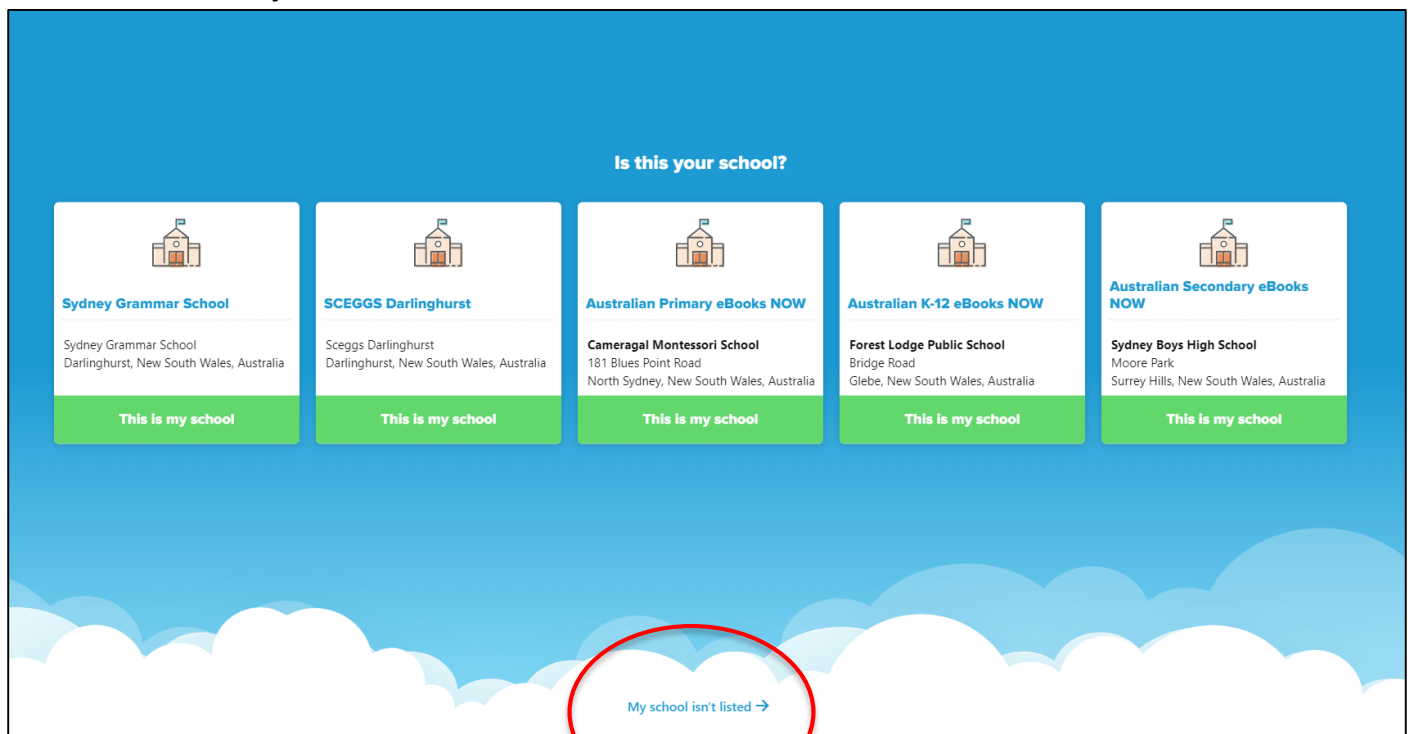 Is this your school?
Sydney Grammar School
Sydney Grammar School
Darlinghurst, New South Wales, Australia
This is my school
SCEGGS Darlinghurst
Sceggs Darlinghurst
Darlinghurst, New South Wales, Australia
This is my school
Australian Primary eBooks NOW
Cameragal Montessori School
181 Blues Point Road
North Sydney, New South Wales, Australia
This is my school
Australian K-12 eBooks NOW
Forest Lodge Public School
Bridge Road
Glebe, New South Wales, Australia
This is my school
Australian Secondary eBooks
NOW
Sydney Boys High School
Moore Park
Surrey Hills, New South Wales, Australia
This is my school
My school isn't listed →